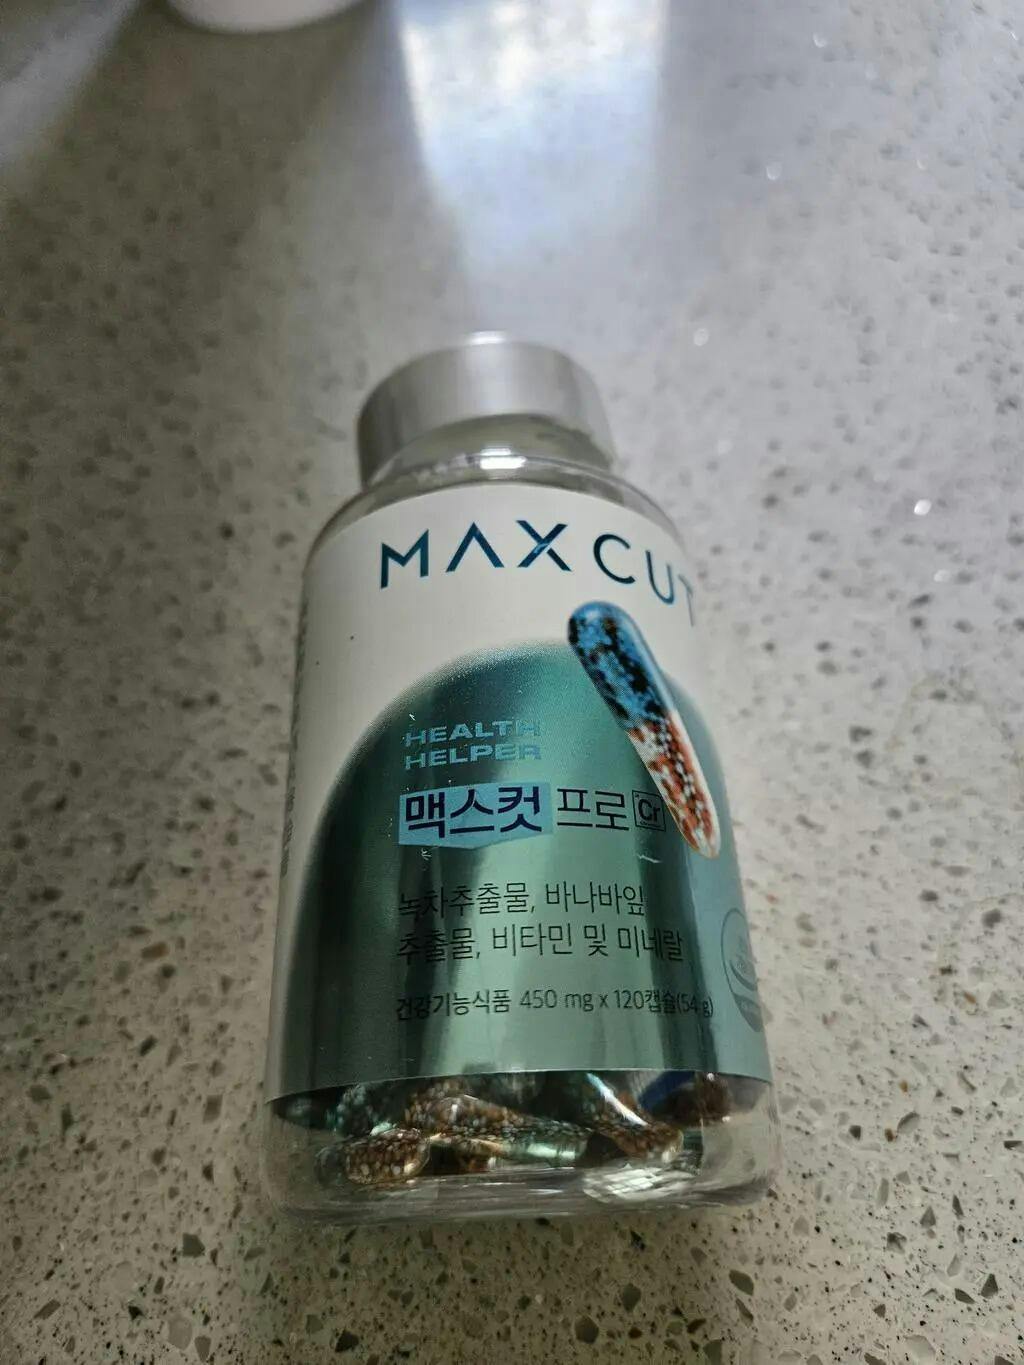 MAXCUT
HEALTH
HELPER
맥스컷 프로 Cr
녹차추출물, 바나바잎
추출물, 비타민 및 미네랄
건강기능식품 450 mg x 120캡슐(54 g)